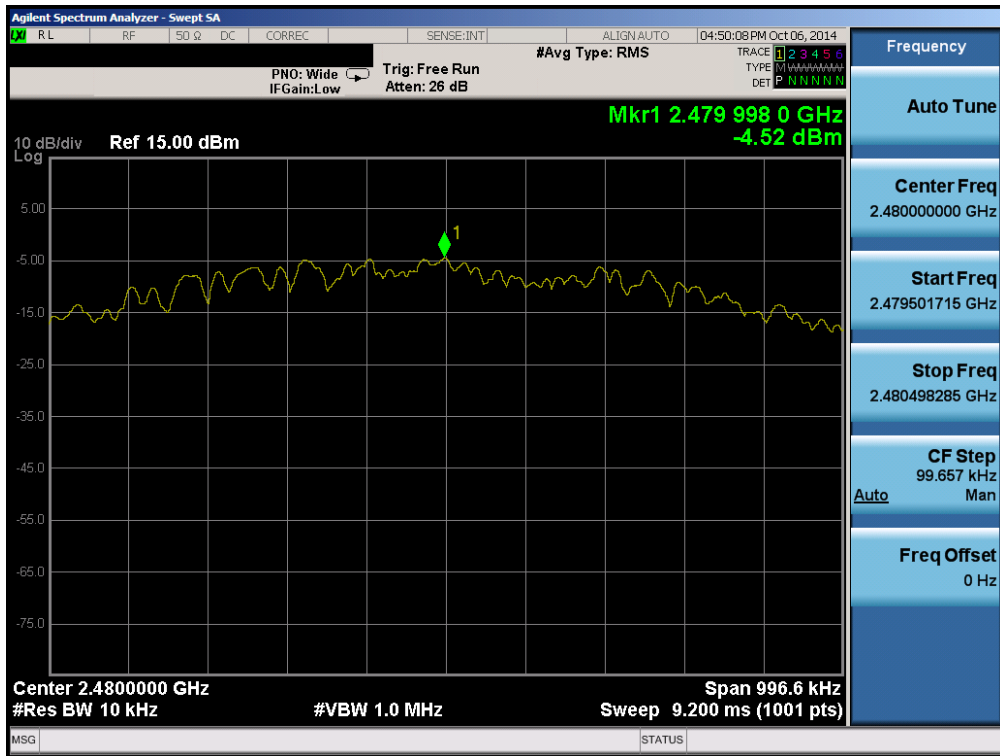 Agilent Spectrum Analyzer - Swept SA
LXI RL RF 50 Ω DC CORREC SENSE:INT ALIGN AUTO 04:50:08 PM Oct 06, 2014
#Avg Type: RMS TRACE 1 2 3 4 5 6
PNO: Wide Trig: Free Run TYPE M WWWWW
IFGain:Low Atten: 26 dB DET P N N N N N
Mkr1 2.479 998 0 GHz
-4.52 dBm
10 dB/div Ref 15.00 dBm
Log
5.00
1
-5.00
-15.0
-25.0
-35.0
-45.0
-55.0
-65.0
-75.0
Center 2.4800000 GHz Span 996.6 kHz
#Res BW 10 kHz #VBW 1.0 MHz Sweep 9.200 ms (1001 pts)
MSG STATUS
Frequency
Auto Tune
Center Freq
2.480000000 GHz
Start Freq
2.479501715 GHz
Stop Freq
2.480498285 GHz
CF Step
99.657 kHz
Auto Man
Freq Offset
0 Hz